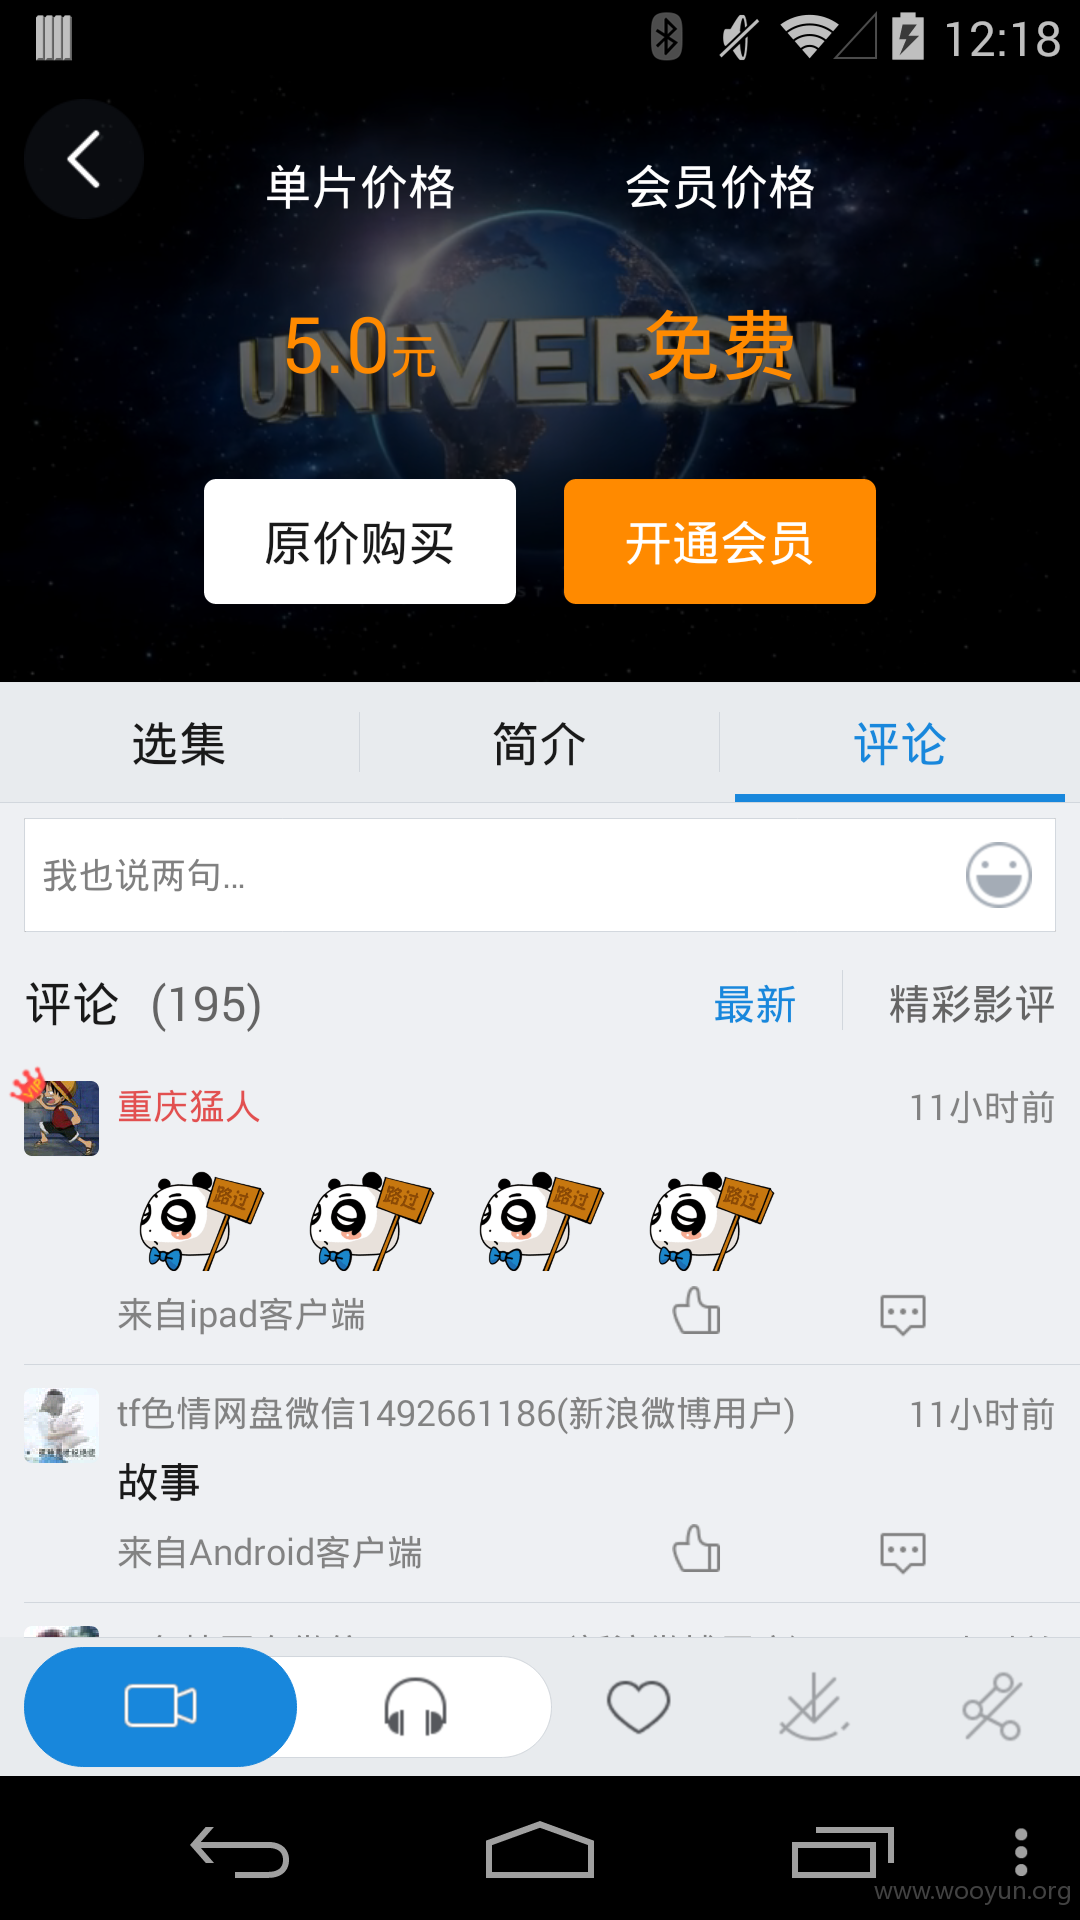 12:18
单片价格 会员价格
UNIVERSAL
5.0元 免费
原价购买 开通会员
选集 简介 评论
我也说两句...
评论 (195) 最新 精彩影评
VIP
重庆猛人 11小时前
路过 路过 路过 路过
来自ipad客户端
tf色情网盘微信1492661186(新浪微博用户) 11小时前
故事
来自Android客户端
www.wooyun.org